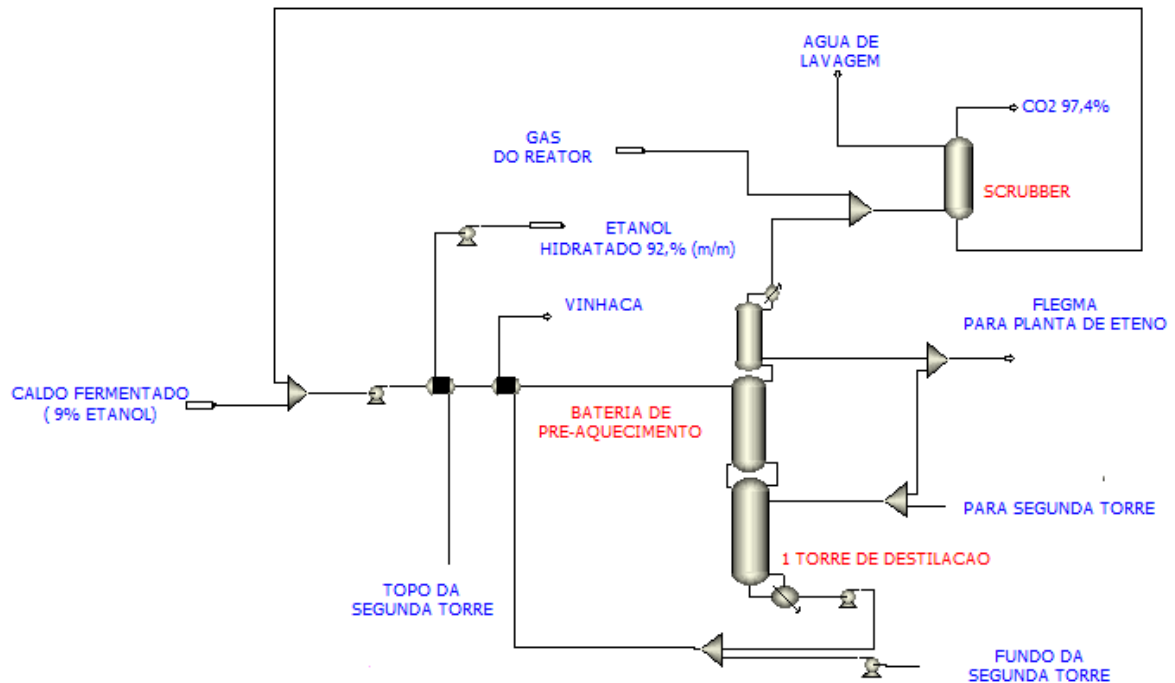 AGUA DE
LAVAGEM
CO2 97,4%
GAS
DO REATOR
SCRUBBER
ETANOL
HIDRATADO 92,% (m/m)
VINHACA
FLEGMA
PARA PLANTA DE ETENO
CALDO FERMENTADO
( 9% ETANOL)
BATERIA DE
PRE-AQUECIMENTO
PARA SEGUNDA TORRE
1 TORRE DE DESTILACAO
TOPO DA
SEGUNDA TORRE
FUNDO DA
SEGUNDA TORRE